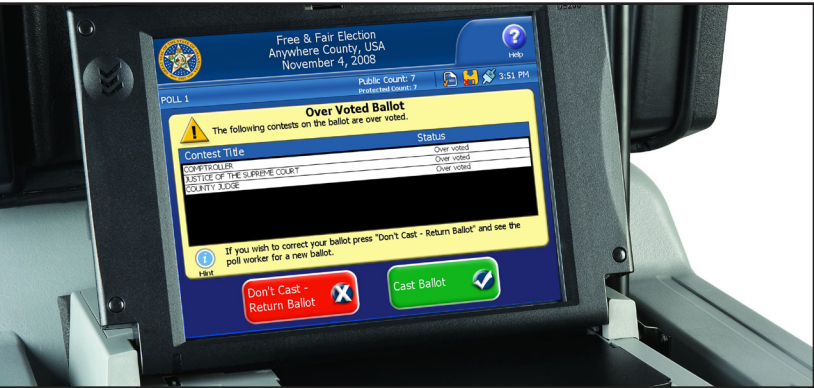 DS200
Free & Fair Election
Anywhere County, USA
November 4, 2008
Help
Public Count: 7
Protected Count: 7
3:51 PM
POLL 1
Over Voted Ballot
The following contests on the ballot are over voted.
Contest Title Status
COMPTROLLER Over voted
JUSTICE OF THE SUPREME COURT Over voted
COUNTY JUDGE Over voted
If you wish to correct your ballot press "Don't Cast - Return Ballot" and see the
poll worker for a new ballot.
Hint
Don't Cast -
Return Ballot
Cast Ballot